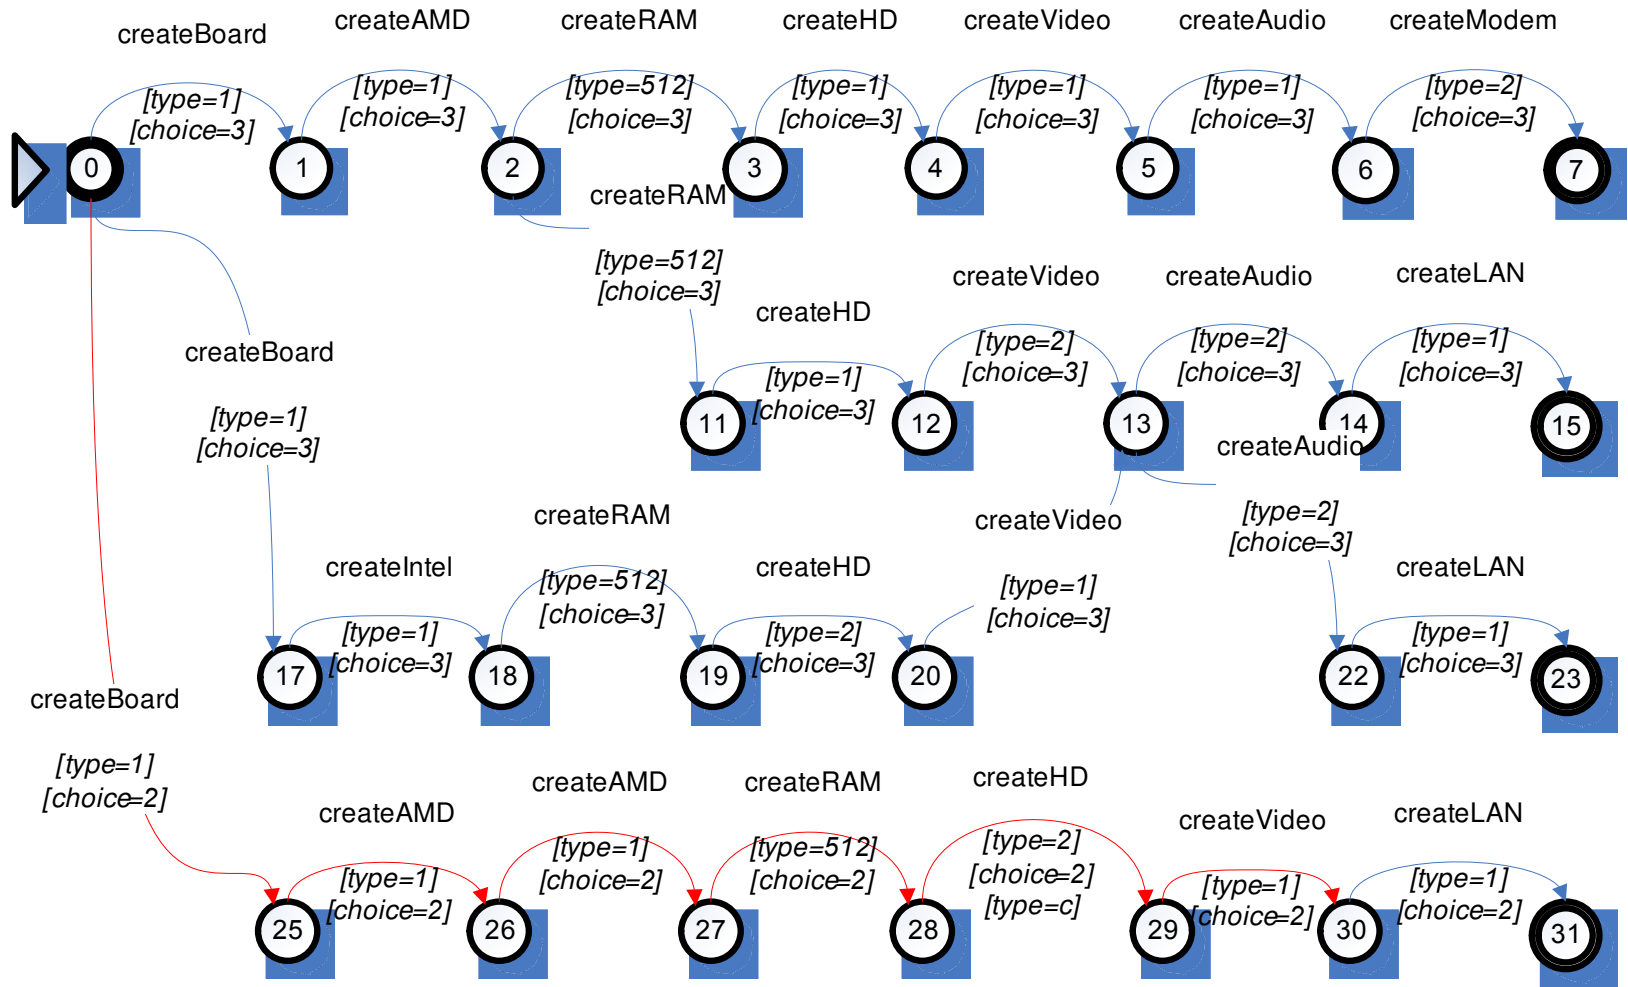 createBoard
createAMD
createRAM
createHD
createVideo
createAudio
createModem
[type=1]
[choice=3]
[type=1]
[choice=3]
[type=512]
[choice=3]
[type=1]
[choice=3]
[type=1]
[choice=3]
[type=1]
[choice=3]
[type=2]
[choice=3]
0
1
2
3
4
5
6
7
createRAM
[type=512]
[choice=3]
createHD
createVideo
createAudio
createLAN
[type=1]
[choice=3]
[type=2]
[choice=3]
[type=2]
[choice=3]
[type=1]
[choice=3]
11
12
13
14
15
createBoard
[type=1]
[choice=3]
createAudio
[type=2]
[choice=3]
createIntel
createRAM
createHD
createVideo
createLAN
[type=1]
[choice=3]
[type=512]
[choice=3]
[type=2]
[choice=3]
[type=1]
[choice=3]
[type=1]
[choice=3]
17
18
19
20
22
23
createBoard
[type=1]
[choice=2]
createAMD
createAMD
createRAM
createHD
createVideo
createLAN
[type=1]
[choice=2]
[type=1]
[choice=2]
[type=512]
[choice=2]
[type=2]
[choice=2]
[type=c]
[type=1]
[choice=2]
[type=1]
[choice=2]
25
26
27
28
29
30
31